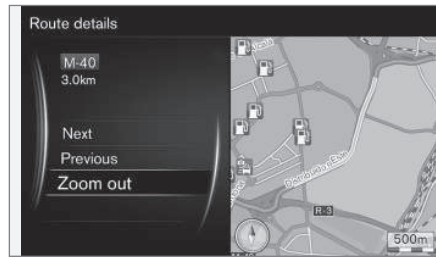 Route details
M-40
3.0km
Next
Previous
Zoom out
R-3
500m